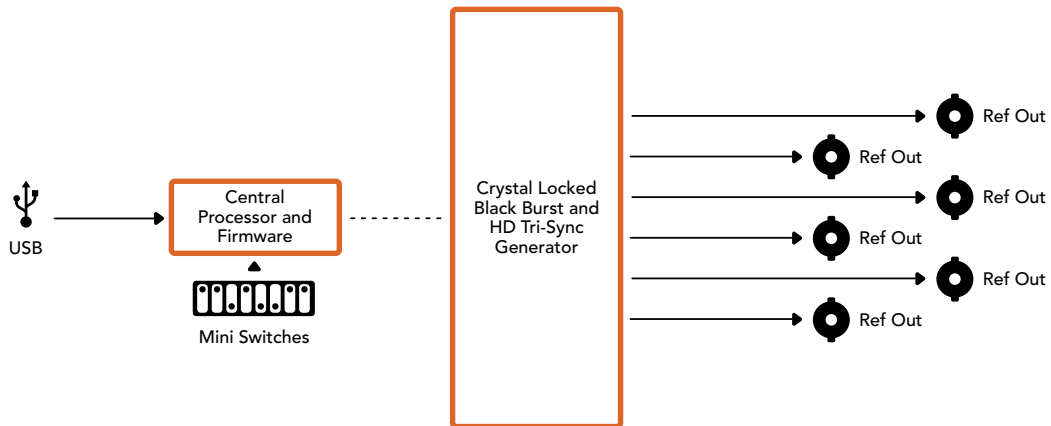 USB
Central
Processor and
Firmware
Mini Switches
Crystal Locked
Black Burst and
HD Tri-Sync
Generator
Ref Out
Ref Out
Ref Out
Ref Out
Ref Out
Ref Out